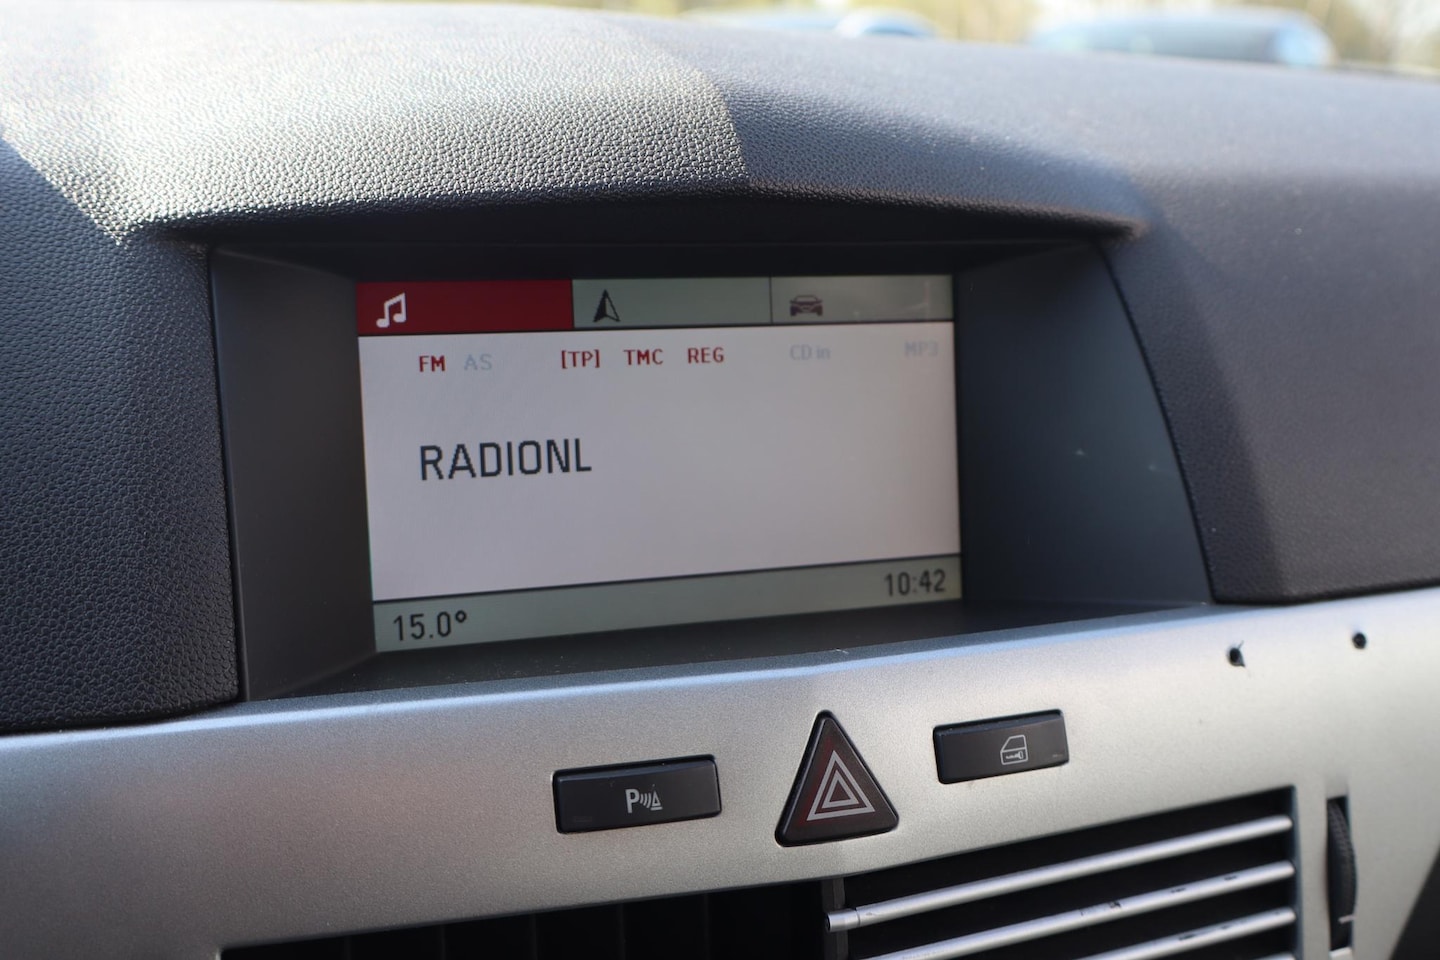 FM AS [TP] TMC REG CD in MP3
RADIONL
15.0° 10:42
P